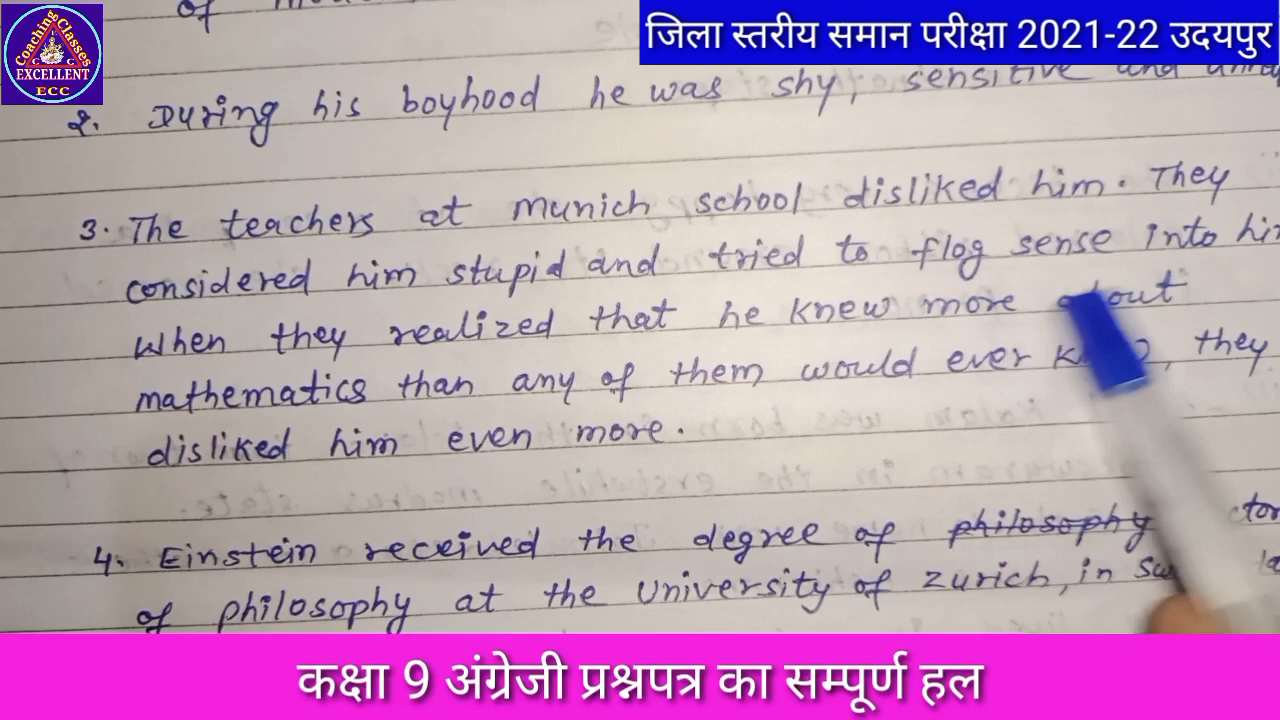 Coaching Classes
C G C
EXCELLENT
ECC
जिला स्तरीय समान परीक्षा 2021-22 उदयपुर
of
2. During his boyhood he was shy, sensitive and
3. The teachers at munich school disliked him. They
considered him stupid and tried to flog sense into
When they realized that he knew more about
mathematics than any of them would ever they
disliked him even more.
4. Einstein received the degree of philosophy
of philosophy at the University of Zurich, in
कक्षा 9 अंग्रेजी प्रश्नपत्र का सम्पूर्ण हल